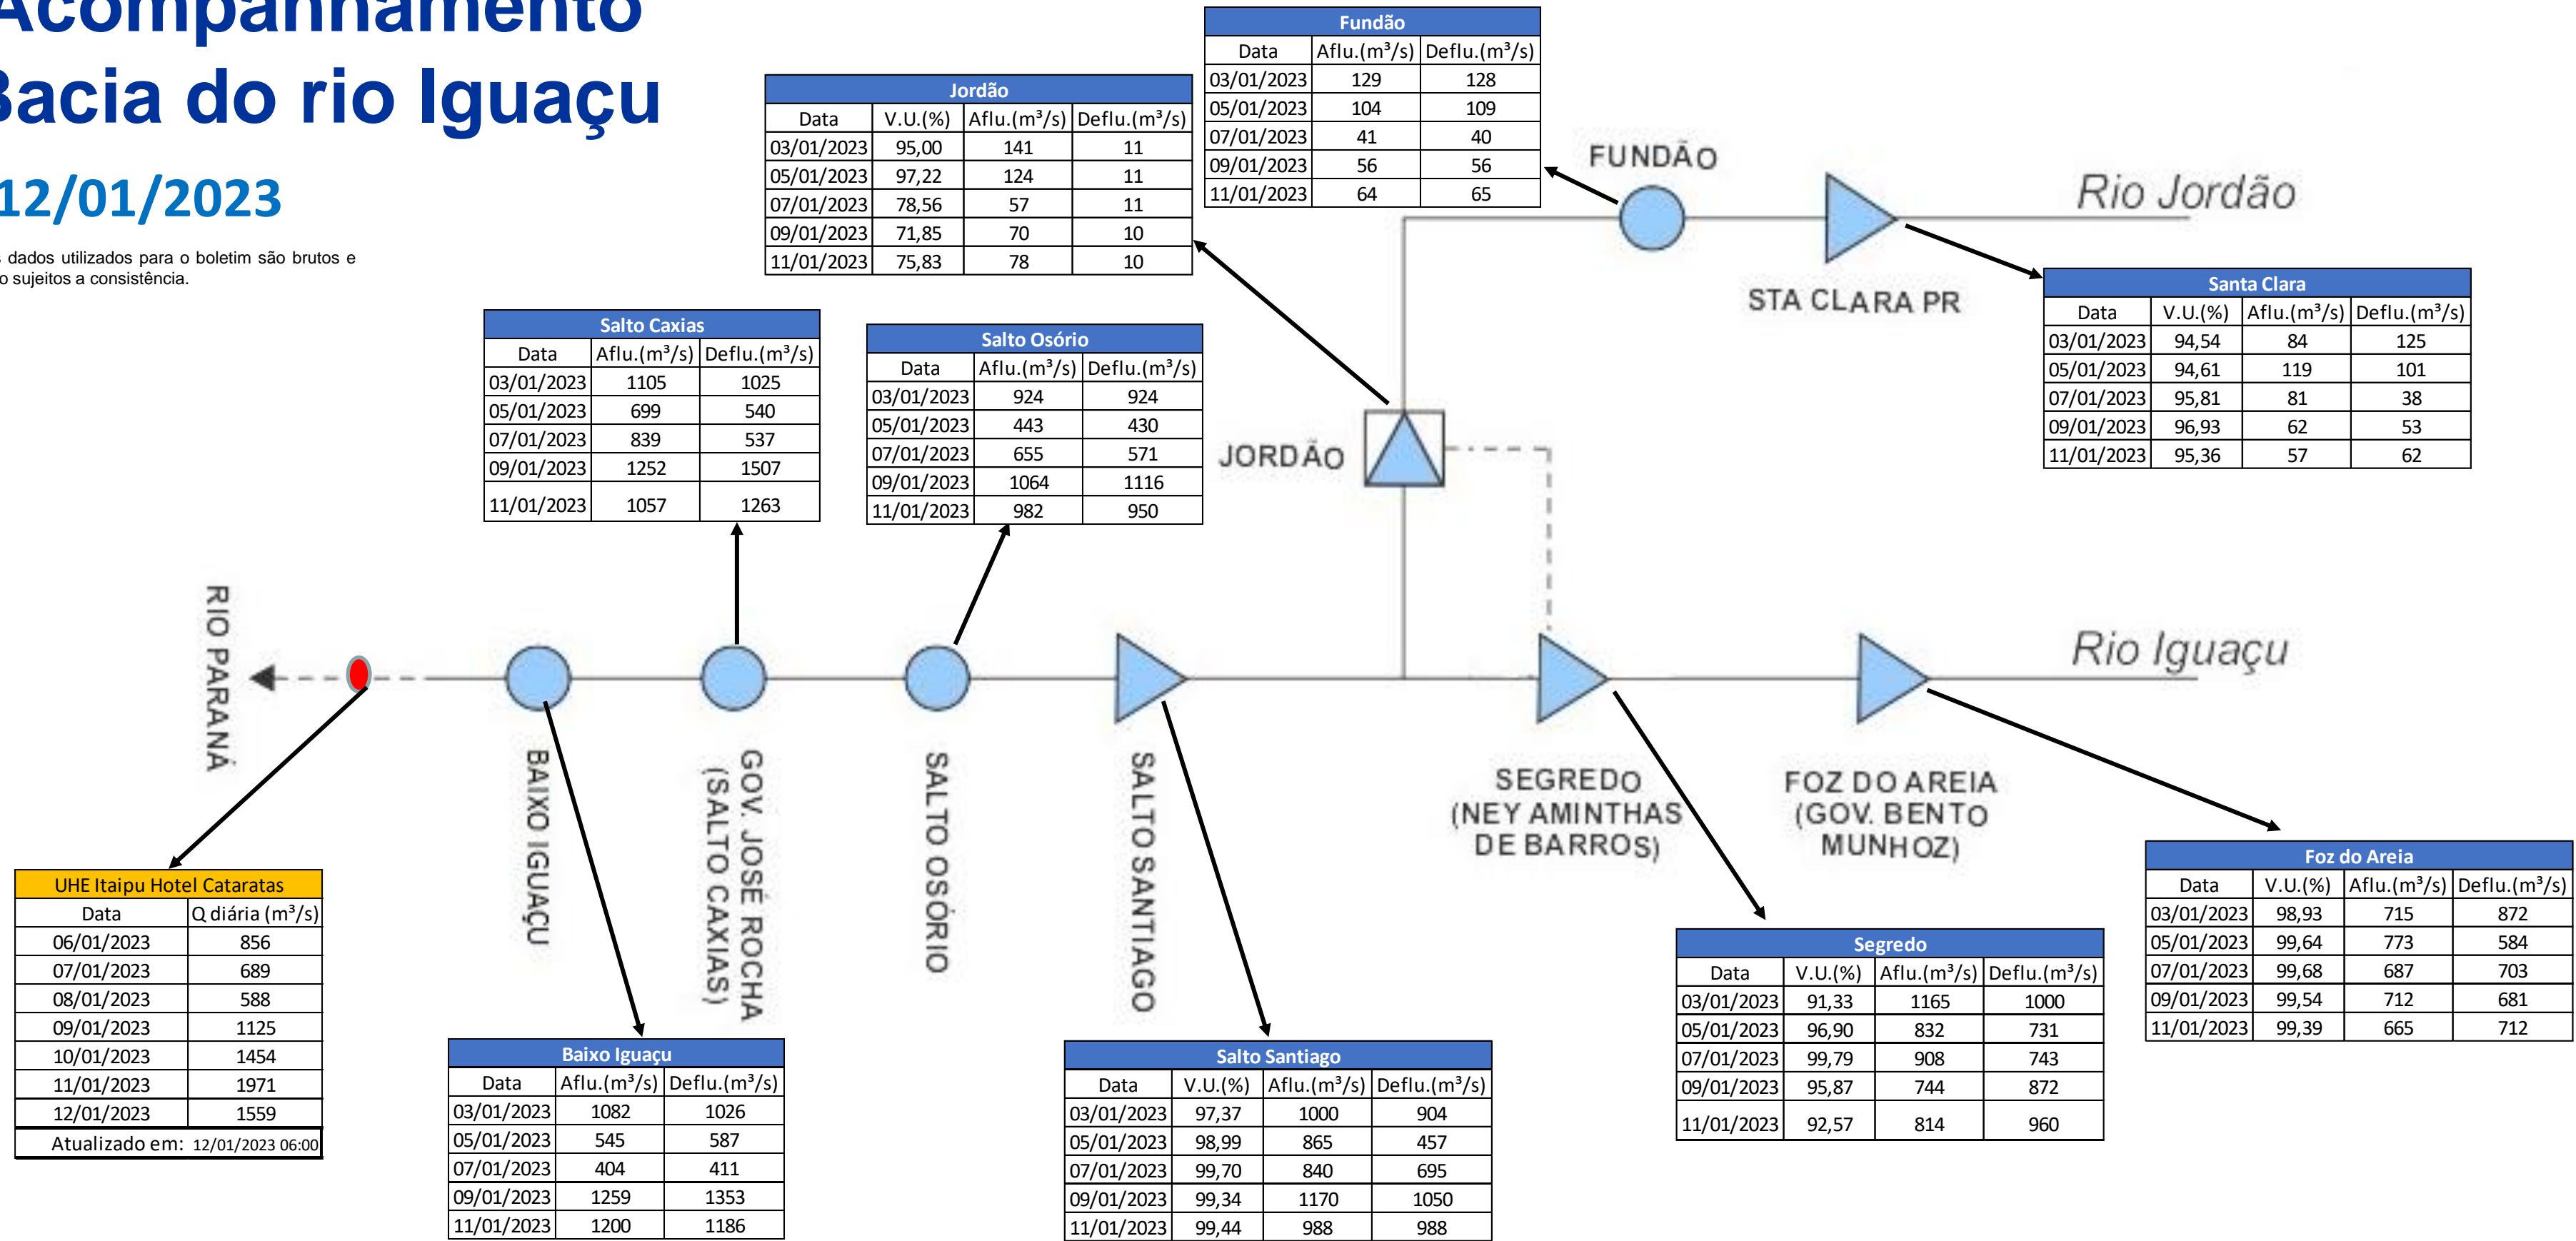 Acompanhamento
Bacia do rio Iguaçu
12/01/2023
s dados utilizados para o boletim são brutos e
o sujeitos a consistência.
Fundão
Data Aflu.(m³/s) Deflu.(m³/s)
03/01/2023 129 128
05/01/2023 104 109
07/01/2023 41 40
09/01/2023 56 56
11/01/2023 64 65
Jordão
Data V.U.(%) Aflu.(m³/s) Deflu.(m³/s)
03/01/2023 95,00 141 11
05/01/2023 97,22 124 11
07/01/2023 78,56 57 11
09/01/2023 71,85 70 10
11/01/2023 75,83 78 10
FUNDÃO
Rio Jordão
STA CLARA PR
Santa Clara
Data V.U.(%) Aflu.(m³/s) Deflu.(m³/s)
03/01/2023 94,54 84 125
05/01/2023 94,61 119 101
07/01/2023 95,81 81 38
09/01/2023 96,93 62 53
11/01/2023 95,36 57 62
Salto Caxias
Data Aflu.(m³/s) Deflu.(m³/s)
03/01/2023 1105 1025
05/01/2023 699 540
07/01/2023 839 537
09/01/2023 1252 1507
11/01/2023 1057 1263
Salto Osório
Data Aflu.(m³/s) Deflu.(m³/s)
03/01/2023 924 924
05/01/2023 443 430
07/01/2023 655 571
09/01/2023 1064 1116
11/01/2023 982 950
JORDÃO
RIO PARANÁ
Rio Iguaçu
BAIXO IGUAÇU
GOV. JOSÉ ROCHA
(SALTO CAXIAS)
SALTO OSÓRIO
SALTO SANTIAGO
SEGREDO
(NEY AMINTHAS
DE BARROS)
FOZ DO AREIA
(GOV. BENTO
MUNHOZ)
UHE Itaipu Hotel Cataratas
Data Q diária (m³/s)
06/01/2023 856
07/01/2023 689
08/01/2023 588
09/01/2023 1125
10/01/2023 1454
11/01/2023 1971
12/01/2023 1559
Atualizado em: 12/01/2023 06:00
Baixo Iguaçu
Data Aflu.(m³/s) Deflu.(m³/s)
03/01/2023 1082 1026
05/01/2023 545 587
07/01/2023 404 411
09/01/2023 1259 1353
11/01/2023 1200 1186
Salto Santiago
Data V.U.(%) Aflu.(m³/s) Deflu.(m³/s)
03/01/2023 97,37 1000 904
05/01/2023 98,99 865 457
07/01/2023 99,70 840 695
09/01/2023 99,34 1170 1050
11/01/2023 99,44 988 988
Segredo
Data V.U.(%) Aflu.(m³/s) Deflu.(m³/s)
03/01/2023 91,33 1165 1000
05/01/2023 96,90 832 731
07/01/2023 99,79 908 743
09/01/2023 95,87 744 872
11/01/2023 92,57 814 960
Foz do Areia
Data V.U.(%) Aflu.(m³/s) Deflu.(m³/s)
03/01/2023 98,93 715 872
05/01/2023 99,64 773 584
07/01/2023 99,68 687 703
09/01/2023 99,54 712 681
11/01/2023 99,39 665 712